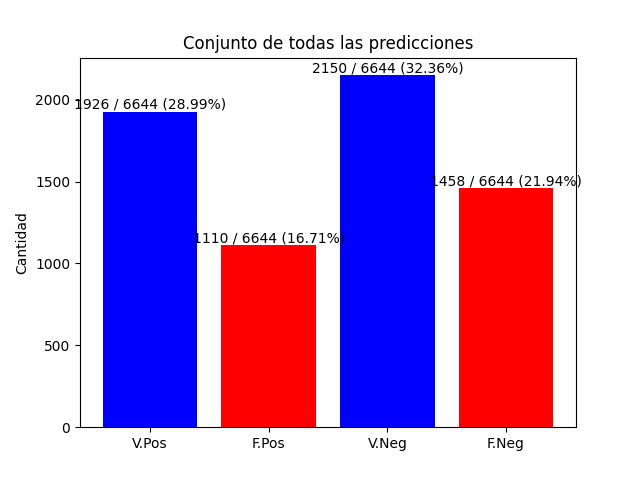 Conjunto de todas las predicciones
2150 / 6644 (32.36%)
1926 / 6644 (28.99%)
1458 / 6644 (21.94%)
1110 / 6644 (16.71%)
2000
1500
1000
500
0
Cantidad
V.Pos
F.Pos
V.Neg
F.Neg